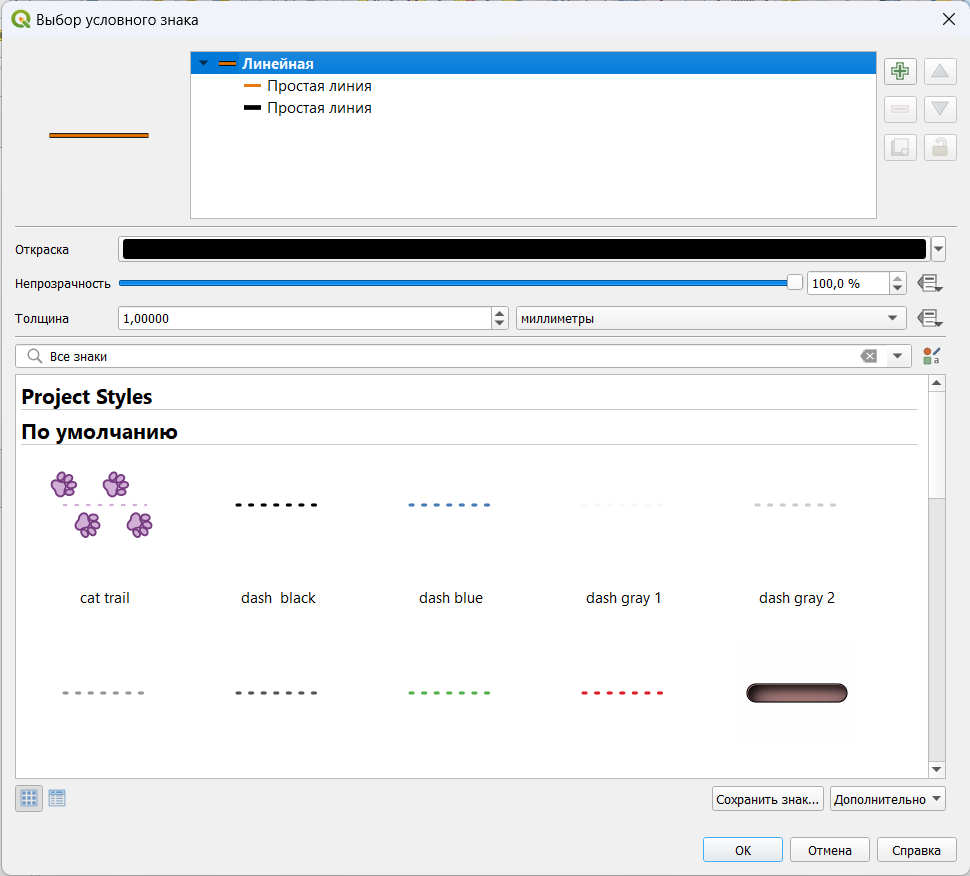 Выбор условного знака
Линейная
Простая линия
Простая линия
Откраска
Непрозрачность 100,0 %
Толщина 1,00000 миллиметры
Все знаки
a
Project Styles
По умолчанию
cat trail dash black dash blue dash gray 1 dash gray 2
Сохранить знак... Дополнительно
OK Отмена Справка